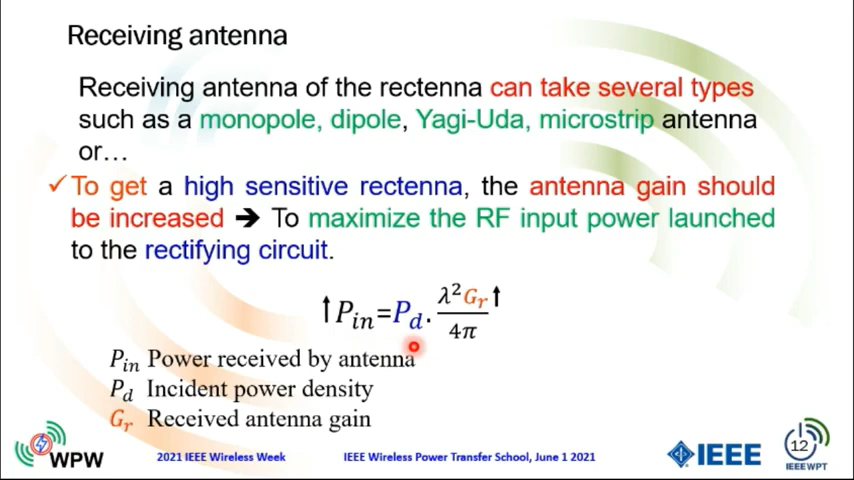 Receiving antenna
Receiving antenna of the rectenna can take several types
such as a monopole, dipole, Yagi-Uda, microstrip antenna
or…
✓To get a high sensitive rectenna, the antenna gain should
be increased ➔ To maximize the RF input power launched
to the rectifying circuit.
↑P_in=P_d. λ²G_r↑/4π
P_in Power received by antenna
P_d Incident power density
G_r Received antenna gain
WPW
2021 IEEE Wireless Week
IEEE Wireless Power Transfer School, June 1 2021
IEEE
12
IEEE WPT